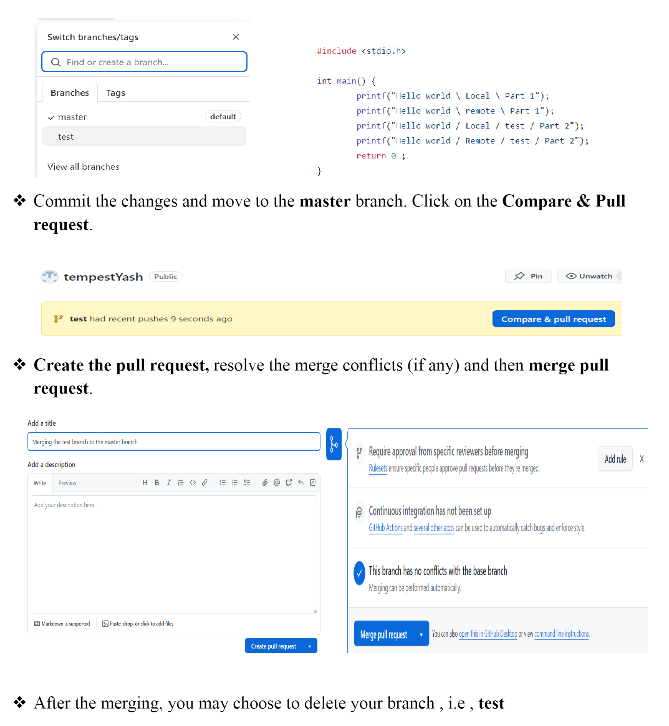 Switch branches/tags
Find or create a branch...
Branches Tags
master default
test
View all branches
#include <stdio.h>
int main() {
printf("Hello world \ Local \ Part 1");
printf("Hello world \ remote \ Part 1");
printf("Hello world / Local / test / Part 2");
printf("Hello world / Remote / test / Part 2");
return 0 ;
}
❖ Commit the changes and move to the master branch. Click on the Compare & Pull
request.
tempestYash Public Pin Unwatch
test had recent pushes 9 seconds ago Compare & pull request
❖ Create the pull request, resolve the merge conflicts (if any) and then merge pull
request.
Add a title
Merging the test branch to the master branch
Add a description
Write Preview
Add your description here.
Markdown is supported Paste, drop, or click to add files
Create pull request
Require approval from specific reviewers before merging
Rulesets ensure specific people approve pull requests before they're merged.
Add rule X
Continuous integration has not been set up
GitHub Actions and several other apps can be used to automatically catch bugs and enforce style.
This branch has no conflicts with the base branch
Merging can be performed automatically.
Merge pull request You can also open this in GitHub Desktop or view command line instructions.
❖ After the merging, you may choose to delete your branch , i.e , test